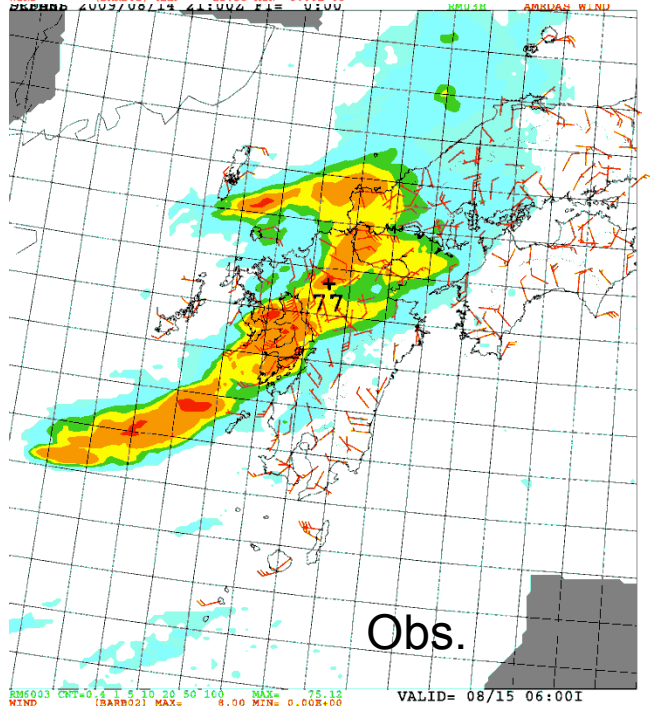 2009/08/14 21:00Z FT= 0:00 RM03R AMEDAS WIND
77
Obs.
RM6003 CNT=0.4 1 5 10 20 50 100 MAX= 75.12 VALID= 08/15 06:00I
WIND (BARB02) MAX= 8.00 MIN= 0.00E+00